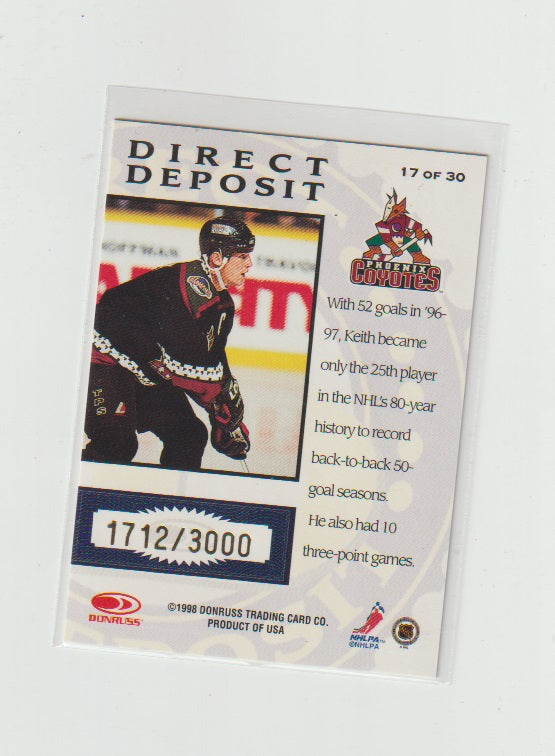 DIRECT
DEPOSIT
17 OF 30
PHOENIX
COYOTES
With 52 goals in '96-
97, Keith became
only the 25th player
in the NHL's 80-year
history to record
back-to-back 50-
goal seasons.
He also had 10
three-point games.
TPS
1712/3000
DONRUSS
©1998 DONRUSS TRADING CARD CO.
PRODUCT OF USA
NHLPA™
©NHLPA